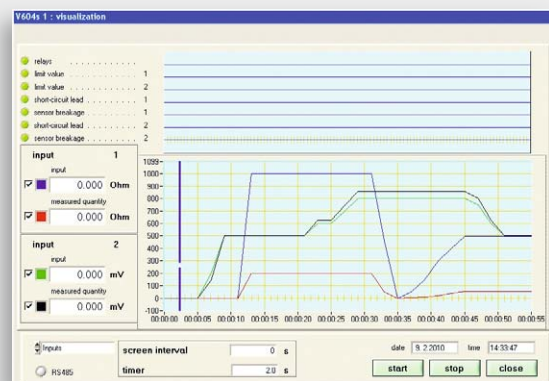 V604s 1 : visualization
relays . . . . . . . . . . . .
limit value . . . . . . . . . 1
limit value . . . . . . . . . 2
short-circuit lead . . . . . . 1
sensor breakage . . . . . . . 1
short-circuit lead . . . . . . 2
sensor breakage . . . . . . . 2
input 1
input
0.000 Ohm
measured quantity
0.000 Ohm
input 2
input
0.000 mV
measured quantity
0.000 mV
1099
1000
900
800
700
600
500
400
300
200
100
0
-100
00:00:00 00:00:05 00:00:10 00:00:15 00:00:20 00:00:25 00:00:30 00:00:35 00:00:40 00:00:45 00:00:50 00:00:55
Inputs
RS485
screen interval 0 s
timer 20 s
date 9. 2.2010 time 14:33:47
start stop close